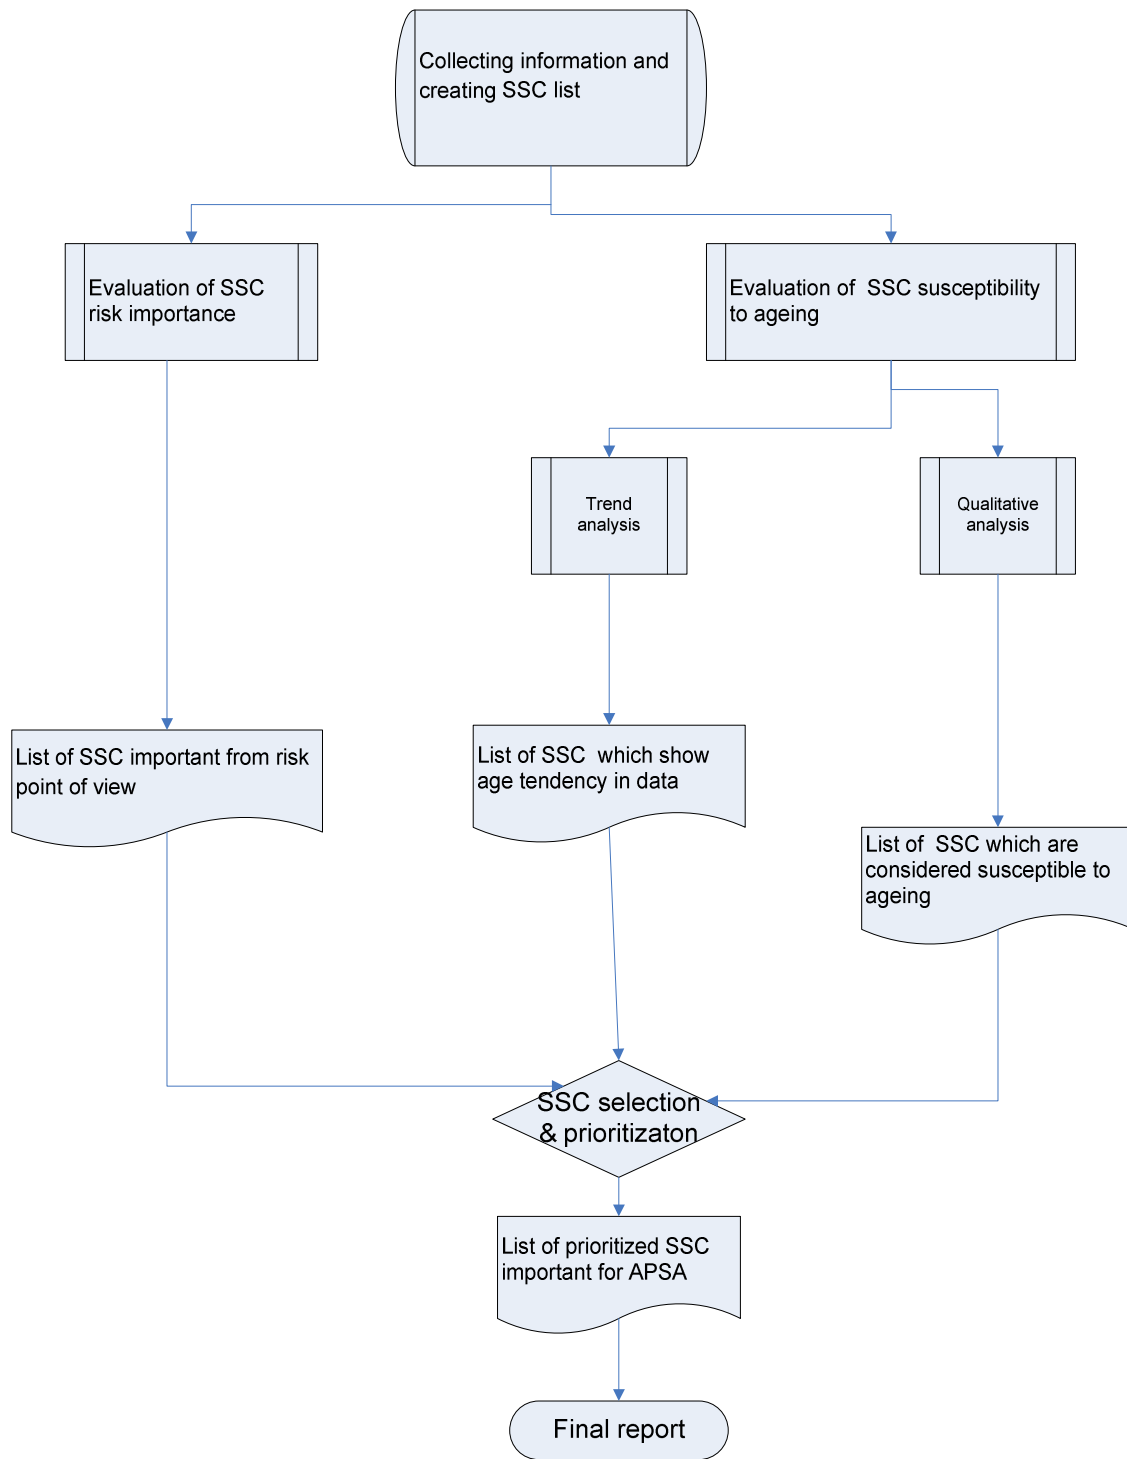 Collecting information and
creating SSC list
Evaluation of SSC
risk importance
Evaluation of  SSC susceptibility
to ageing
Trend
analysis
Qualitative
analysis
List of SSC important from risk
point of view
List of SSC  which show
age tendency in data
List of  SSC which are
considered susceptible to
ageing
SSC selection
& prioritizaton
List of prioritized SSC
important for APSA
Final report